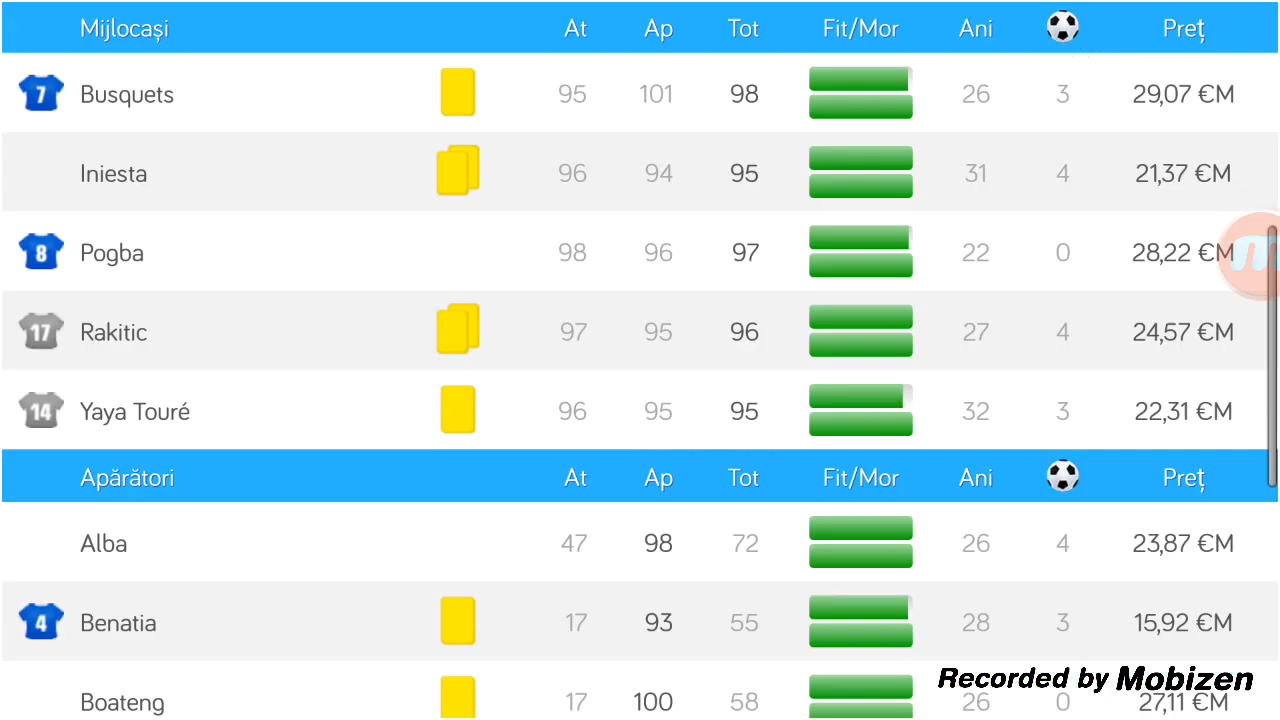 Mijlocași At Ap Tot Fit/Mor Ani Preț
7 Busquets 95 101 98 26 3 29,07 €M
Iniesta 96 94 95 31 4 21,37 €M
8 Pogba 98 96 97 22 0 28,22 €M
17 Rakitic 97 95 96 27 4 24,57 €M
14 Yaya Touré 96 95 95 32 3 22,31 €M
Apărători At Ap Tot Fit/Mor Ani Preț
Alba 47 98 72 26 4 23,87 €M
4 Benatia 17 93 55 28 3 15,92 €M
Boateng 17 100 58 26 0 27,11 €M
Recorded by Mobizen